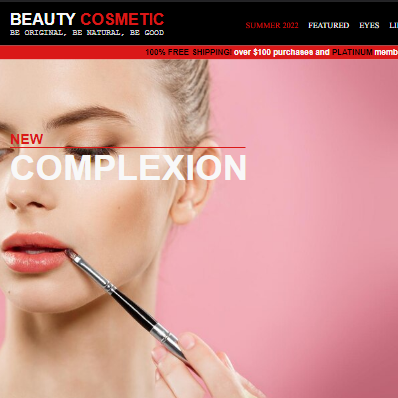 BEAUTY COSMETIC
BE ORIGINAL, BE NATURAL, BE GOOD
SUMMER 2022 FEATURED EYES LI
100% FREE SHIPPING! over $100 purchases and PLATINUM memb
NEW
COMPLEXION